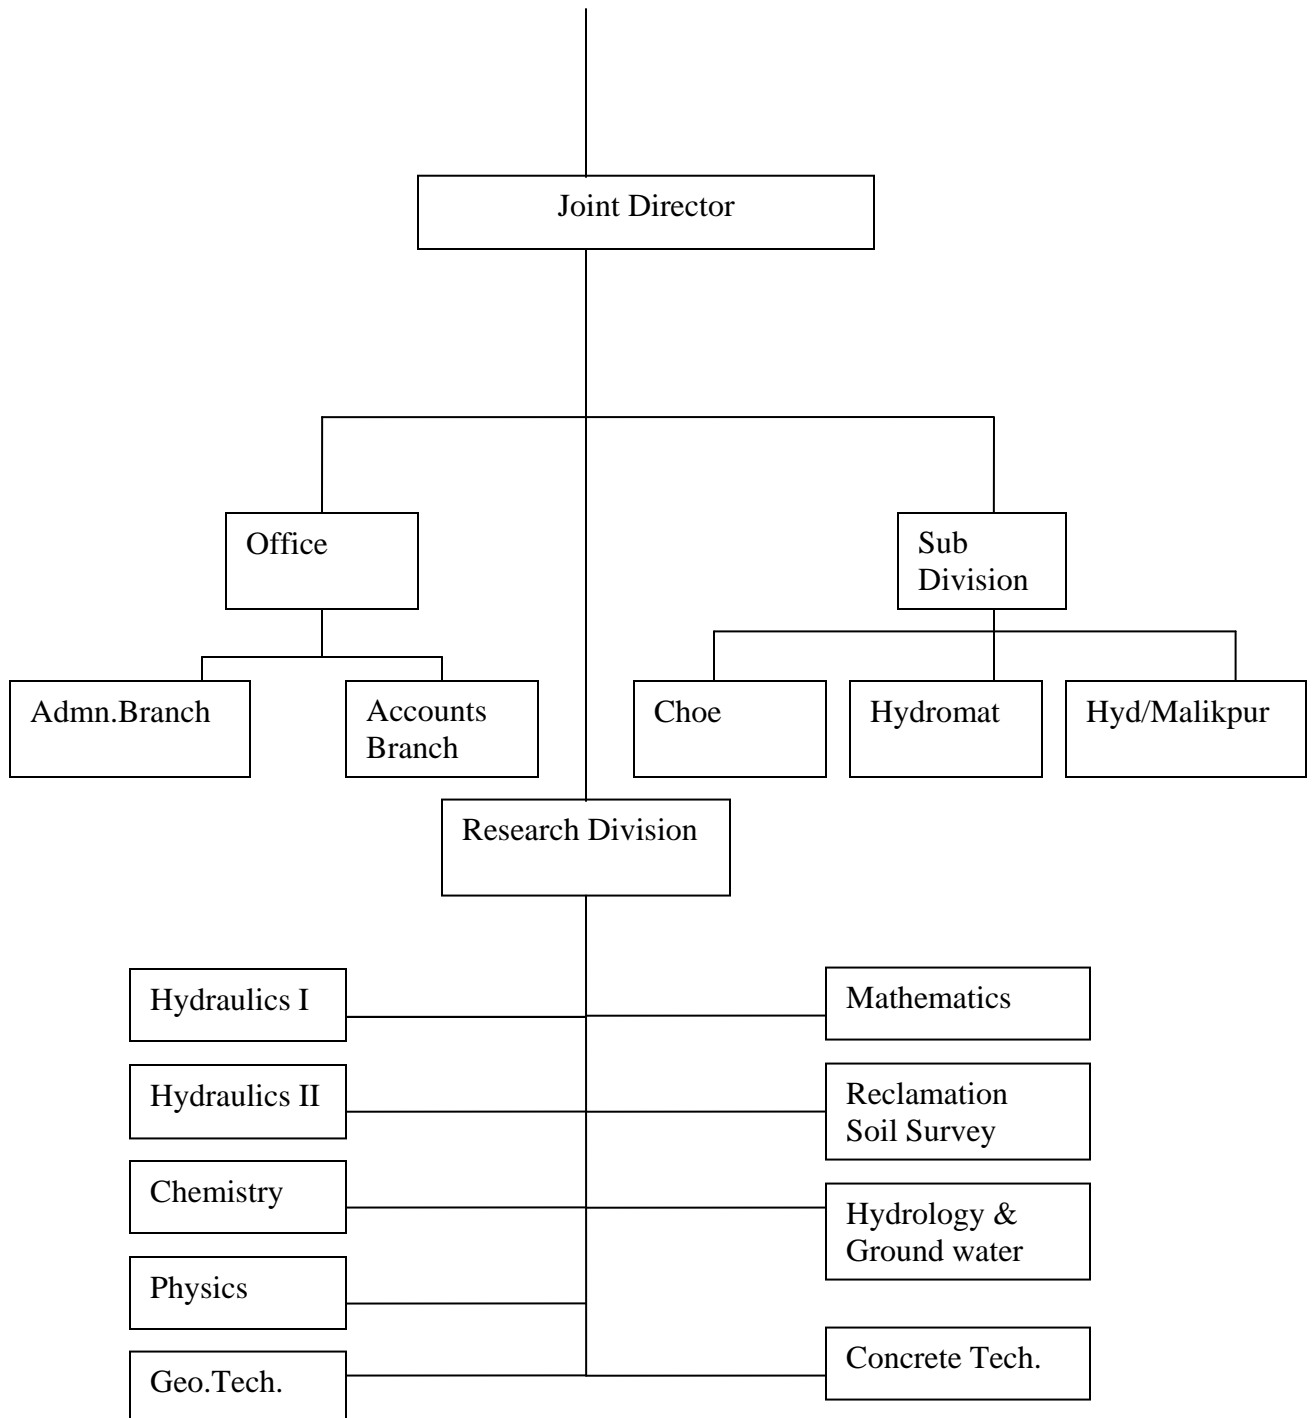 Joint Director
Office
Sub
Division
Admn.Branch
Accounts
Branch
Choe
Hydromat
Hyd/Malikpur
Research Division
Hydraulics I
Mathematics
Hydraulics II
Reclamation
Soil Survey
Chemistry
Hydrology &
Ground water
Physics
Concrete Tech.
Geo.Tech.